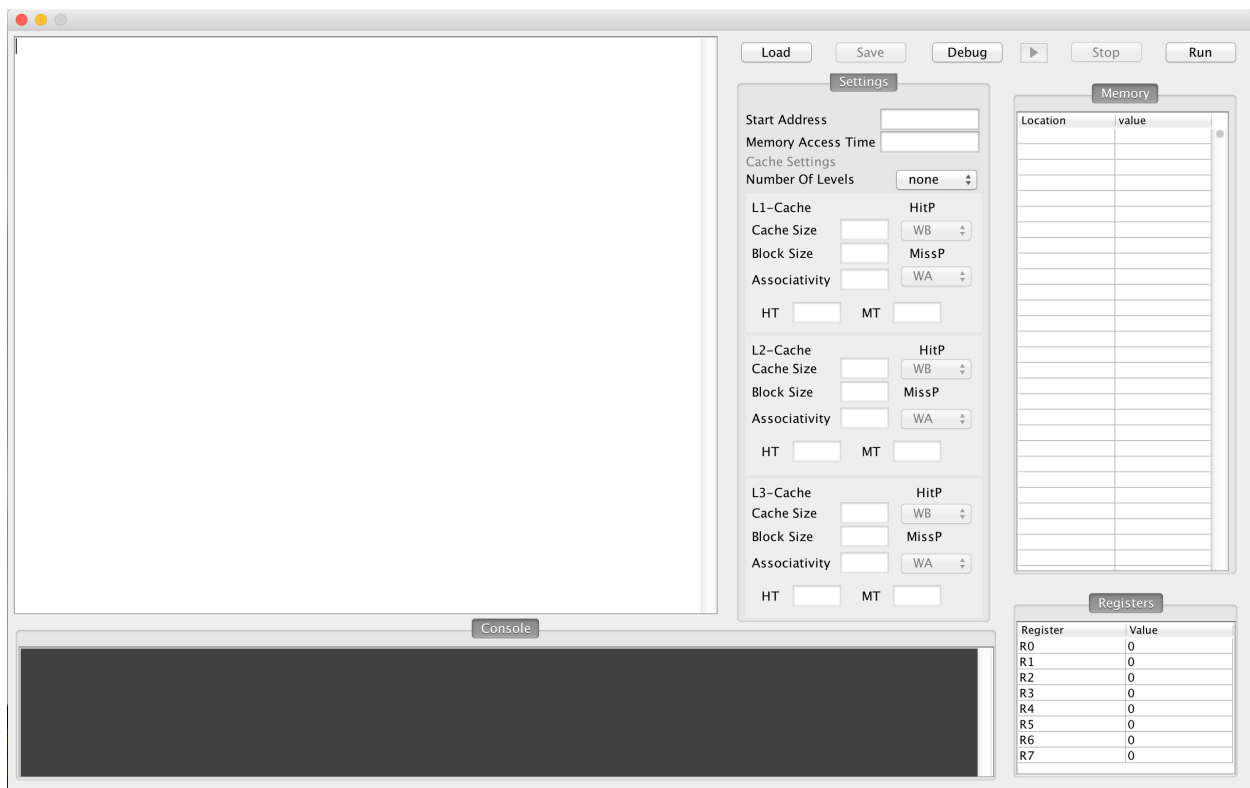 Load Save Debug Stop Run
Settings
Start Address
Memory Access Time
Cache Settings
Number Of Levels none
L1-Cache HitP
Cache Size WB
Block Size MissP
Associativity WA
HT MT
L2-Cache HitP
Cache Size WB
Block Size MissP
Associativity WA
HT MT
L3-Cache HitP
Cache Size WB
Block Size MissP
Associativity WA
HT MT
Memory
Location value
Console
Registers
Register Value
R0 0
R1 0
R2 0
R3 0
R4 0
R5 0
R6 0
R7 0